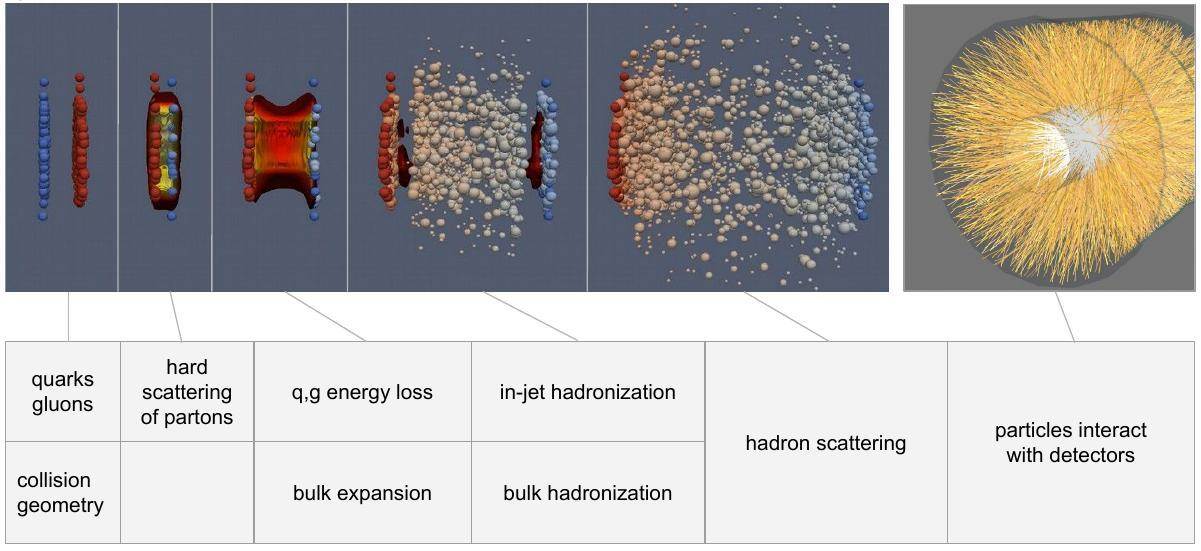 quarks
gluons
hard
scattering
of partons
q,g energy loss
in-jet hadronization
hadron scattering
particles interact
with detectors
collision
geometry
bulk expansion
bulk hadronization